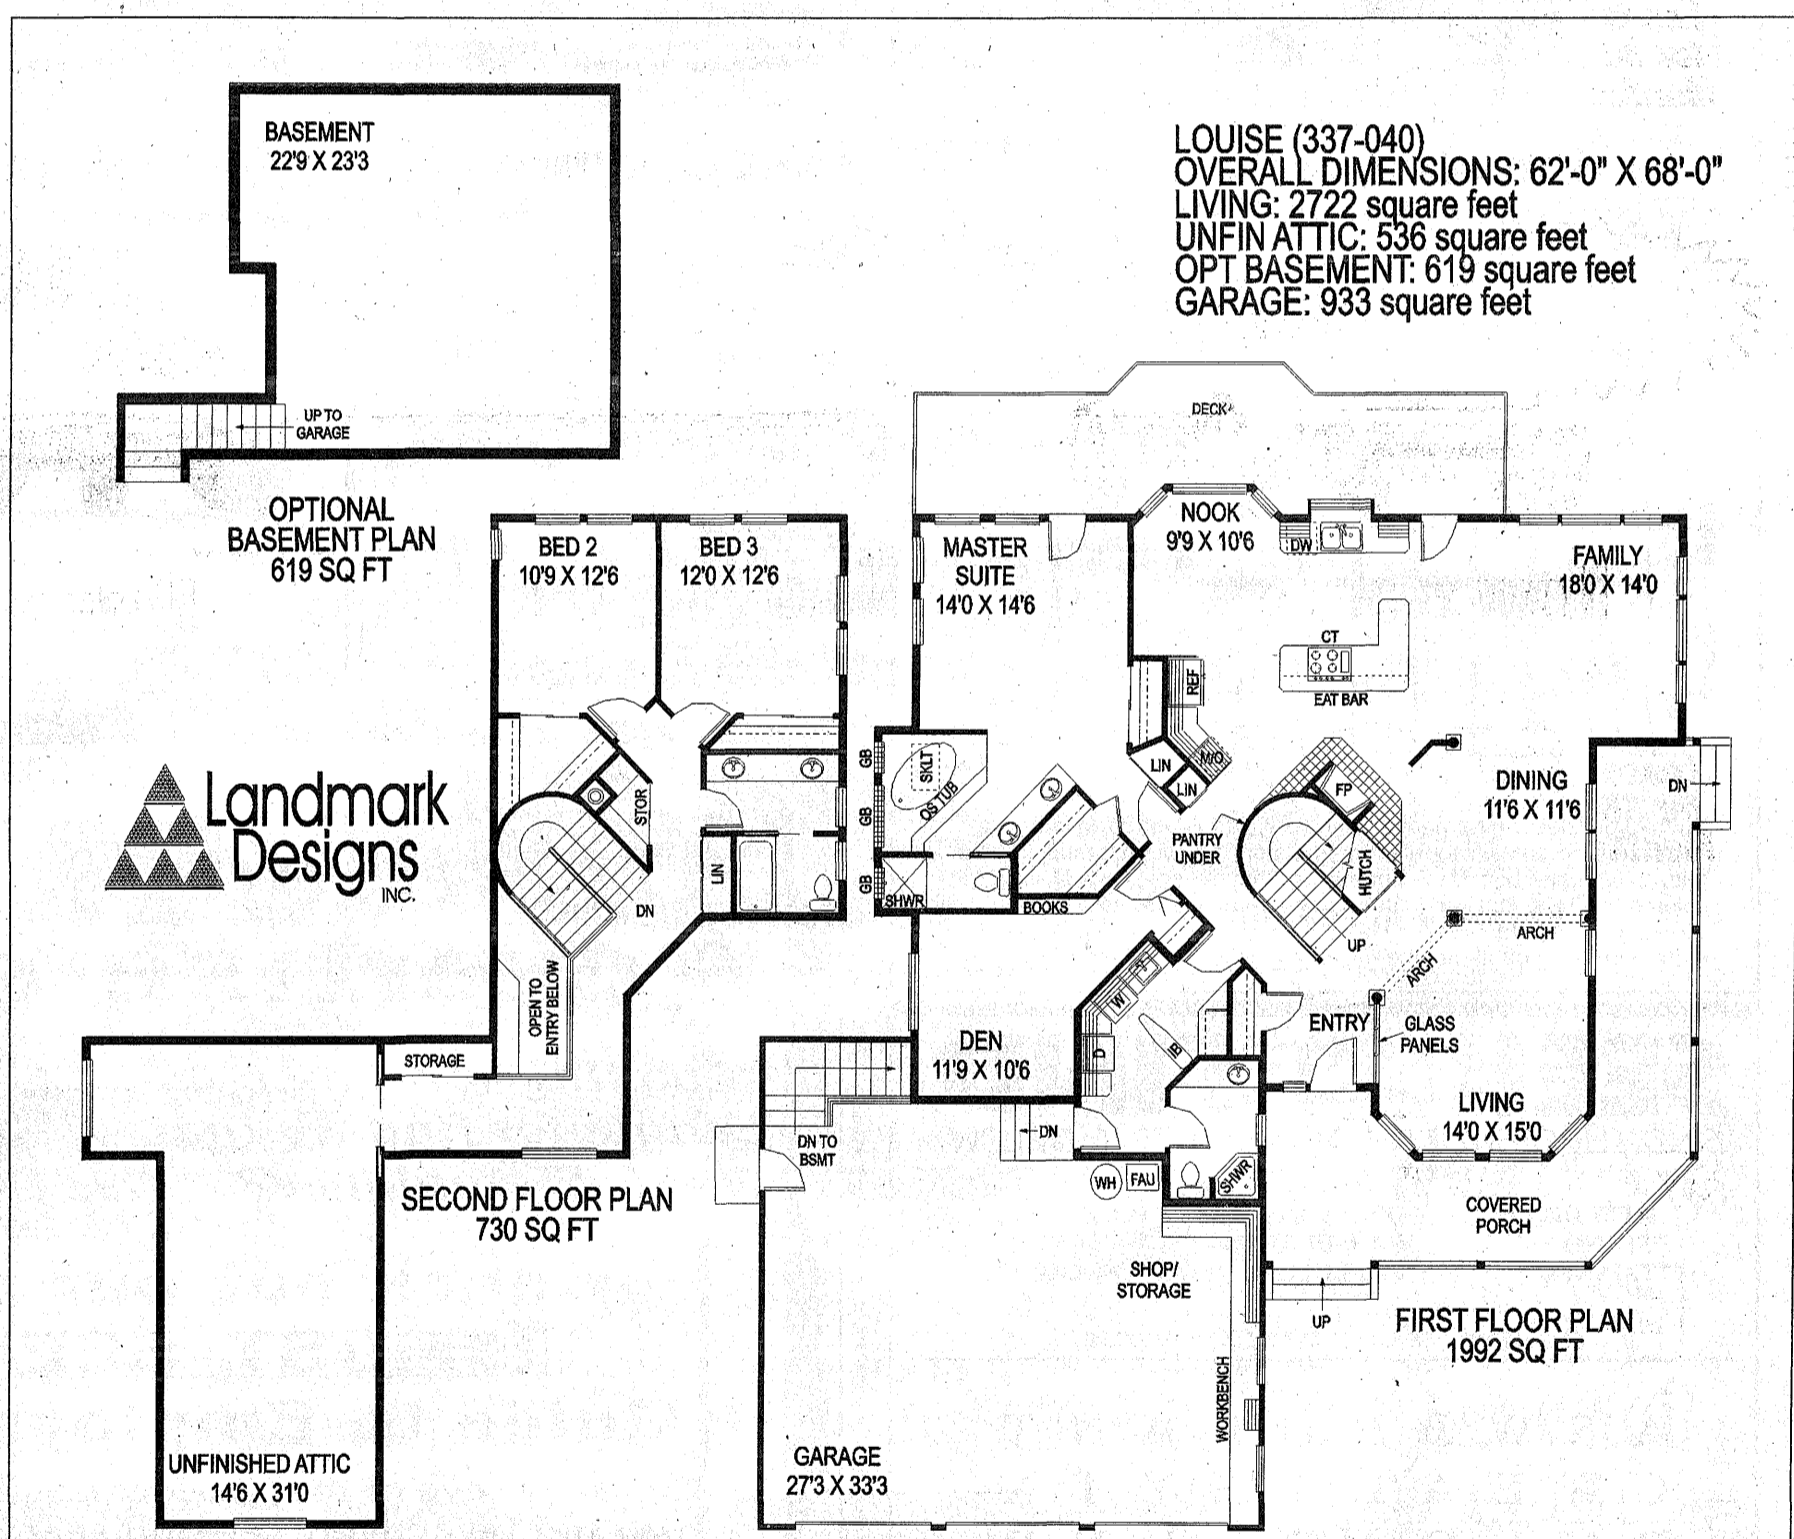 BASEMENT
22'9 X 23'3
UP TO
GARAGE
OPTIONAL
BASEMENT PLAN
619 SQ FT
LOUISE (337-040)
OVERALL DIMENSIONS: 62'-0" X 68'-0"
LIVING: 2722 square feet
UNFIN ATTIC: 536 square feet
OPT BASEMENT: 619 square feet
GARAGE: 933 square feet
Landmark
Designs
INC.
BED 2
10'9 X 12'6
BED 3
12'0 X 12'6
STOR
LIN
DN
OPEN TO
ENTRY BELOW
STORAGE
SECOND FLOOR PLAN
730 SQ FT
UNFINISHED ATTIC
14'6 X 31'0
DECK
MASTER
SUITE
14'0 X 14'6
NOOK
9'9 X 10'6
DW
FAMILY
18'0 X 14'0
CT
EAT BAR
REF
M/O
LIN
LIN
GB
GB
GB
SKLT
OS TUB
SHWR
BOOKS
PANTRY
UNDER
FP
HUTCH
UP
DINING
11'6 X 11'6
DN
ARCH
ARCH
GLASS
PANELS
ENTRY
LIVING
14'0 X 15'0
DEN
11'9 X 10'6
W
D
IB
DN
DN TO
BSMT
WH
FAU
SHWR
COVERED
PORCH
UP
SHOP/
STORAGE
WORKBENCH
GARAGE
27'3 X 33'3
FIRST FLOOR PLAN
1992 SQ FT